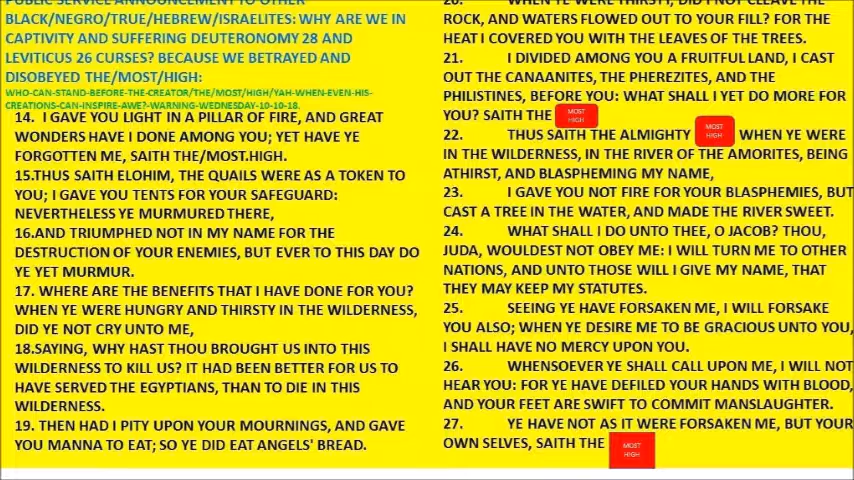 PUBLIC SERVICE ANNOUNCEMENT TO OTHER
BLACK/NEGRO/TRUE/HEBREW/ISRAELITES: WHY ARE WE IN
CAPTIVITY AND SUFFERING DEUTERONOMY 28 AND
LEVITICUS 26 CURSES? BECAUSE WE BETRAYED AND
DISOBEYED THE/MOST/HIGH:
WHO-CAN-STAND-BEFORE-THE-CREATOR/THE/MOST/HIGH/YAH-WHEN-EVEN-HIS-
CREATIONS-CAN-INSPIRE-AWE?-WARNING-WEDNESDAY-10-10-18.
14. I GAVE YOU LIGHT IN A PILLAR OF FIRE, AND GREAT
WONDERS HAVE I DONE AMONG YOU; YET HAVE YE
FORGOTTEN ME, SAITH THE/MOST.HIGH.
15.THUS SAITH ELOHIM, THE QUAILS WERE AS A TOKEN TO
YOU; I GAVE YOU TENTS FOR YOUR SAFEGUARD:
NEVERTHELESS YE MURMURED THERE,
16.AND TRIUMPHED NOT IN MY NAME FOR THE
DESTRUCTION OF YOUR ENEMIES, BUT EVER TO THIS DAY DO
YE YET MURMUR.
17. WHERE ARE THE BENEFITS THAT I HAVE DONE FOR YOU?
WHEN YE WERE HUNGRY AND THIRSTY IN THE WILDERNESS,
DID YE NOT CRY UNTO ME,
18.SAYING, WHY HAST THOU BROUGHT US INTO THIS
WILDERNESS TO KILL US? IT HAD BEEN BETTER FOR US TO
HAVE SERVED THE EGYPTIANS, THAN TO DIE IN THIS
WILDERNESS.
19. THEN HAD I PITY UPON YOUR MOURNINGS, AND GAVE
YOU MANNA TO EAT; SO YE DID EAT ANGELS' BREAD.
20. WHEN YE WERE THIRSTY, DID I NOT CLEAVE THE
ROCK, AND WATERS FLOWED OUT TO YOUR FILL? FOR THE
HEAT I COVERED YOU WITH THE LEAVES OF THE TREES.
21. I DIVIDED AMONG YOU A FRUITFUL LAND, I CAST
OUT THE CANAANITES, THE PHEREZITES, AND THE
PHILISTINES, BEFORE YOU: WHAT SHALL I YET DO MORE FOR
YOU? SAITH THE MOST HIGH
22. THUS SAITH THE ALMIGHTY MOST HIGH WHEN YE WERE
IN THE WILDERNESS, IN THE RIVER OF THE AMORITES, BEING
ATHIRST, AND BLASPHEMING MY NAME,
23. I GAVE YOU NOT FIRE FOR YOUR BLASPHEMIES, BUT
CAST A TREE IN THE WATER, AND MADE THE RIVER SWEET.
24. WHAT SHALL I DO UNTO THEE, O JACOB? THOU,
JUDA, WOULDEST NOT OBEY ME: I WILL TURN ME TO OTHER
NATIONS, AND UNTO THOSE WILL I GIVE MY NAME, THAT
THEY MAY KEEP MY STATUTES.
25. SEEING YE HAVE FORSAKEN ME, I WILL FORSAKE
YOU ALSO; WHEN YE DESIRE ME TO BE GRACIOUS UNTO YOU,
I SHALL HAVE NO MERCY UPON YOU.
26. WHENSOEVER YE SHALL CALL UPON ME, I WILL NOT
HEAR YOU: FOR YE HAVE DEFILED YOUR HANDS WITH BLOOD,
AND YOUR FEET ARE SWIFT TO COMMIT MANSLAUGHTER.
27. YE HAVE NOT AS IT WERE FORSAKEN ME, BUT YOUR
OWN SELVES, SAITH THE MOST HIGH